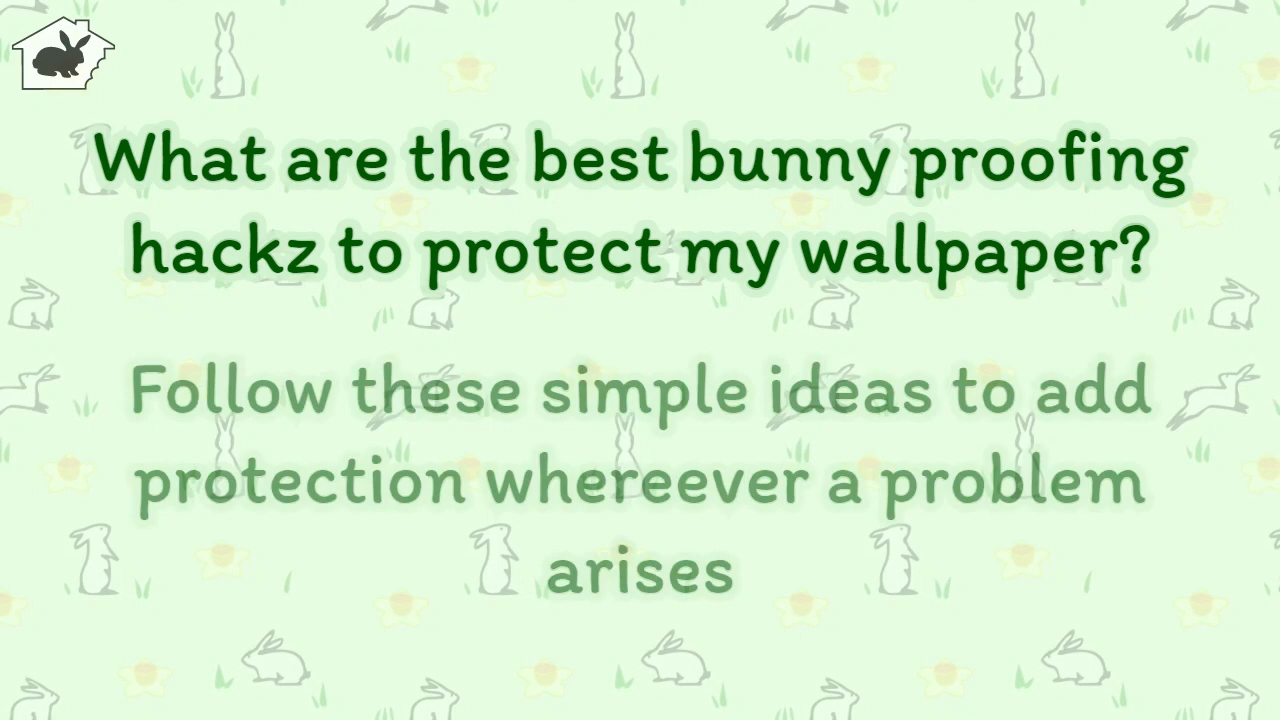 What are the best bunny proofing
hackz to protect my wallpaper?
Follow these simple ideas to add
protection whereever a problem
arises